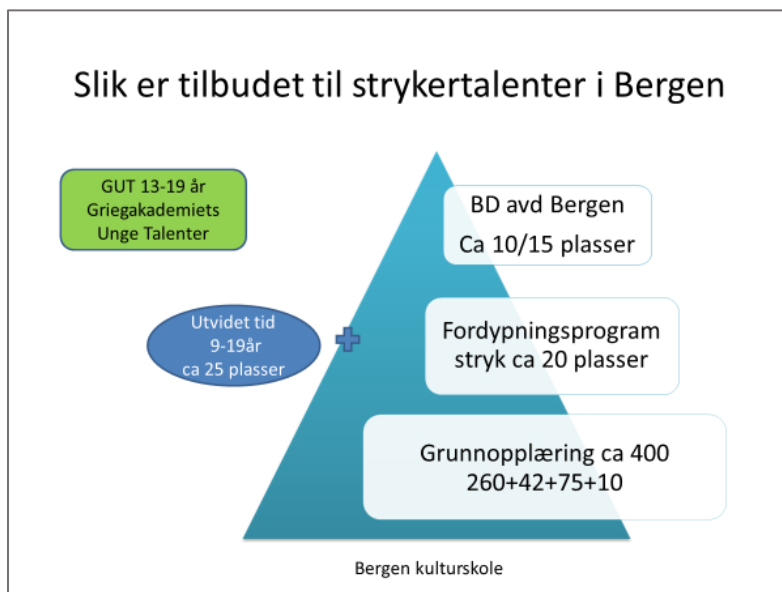 Slik er tilbudet til strykertalenter i Bergen
GUT 13-19 år
Griegakademiets
Unge Talenter
BD avd Bergen
Ca 10/15 plasser
Utvidet tid
9-19år
ca 25 plasser
Fordypningsprogram
stryk ca 20 plasser
Grunnopplæring ca 400
260+42+75+10
Bergen kulturskole